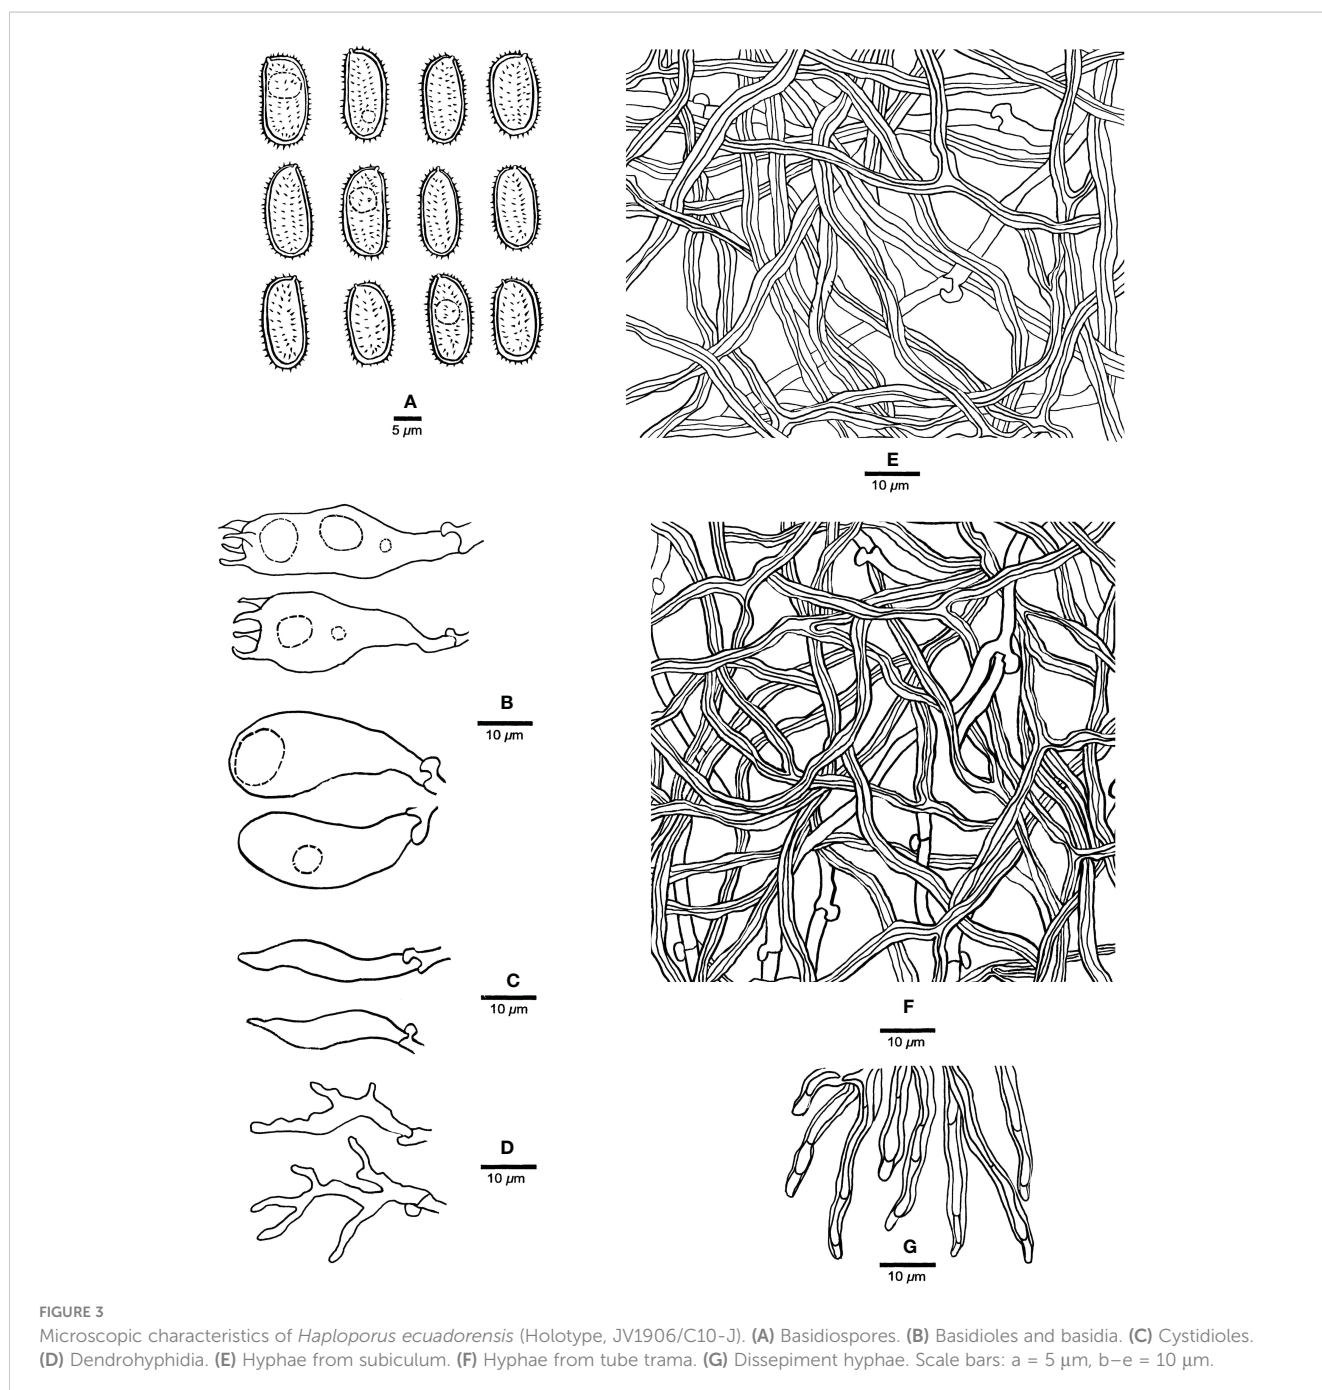 A
5 µm
E
10 µm
B
10 µm
C
10 µm
F
10 µm
D
10 µm
G
10 µm
FIGURE 3
Microscopic characteristics of Haploporus ecuadorensis (Holotype, JV1906/C10-J). (A) Basidiospores. (B) Basidioles and basidia. (C) Cystidioles.
(D) Dendrohyphidia. (E) Hyphae from subiculum. (F) Hyphae from tube trama. (G) Dissepiment hyphae. Scale bars: a = 5 µm, b–e = 10 µm.